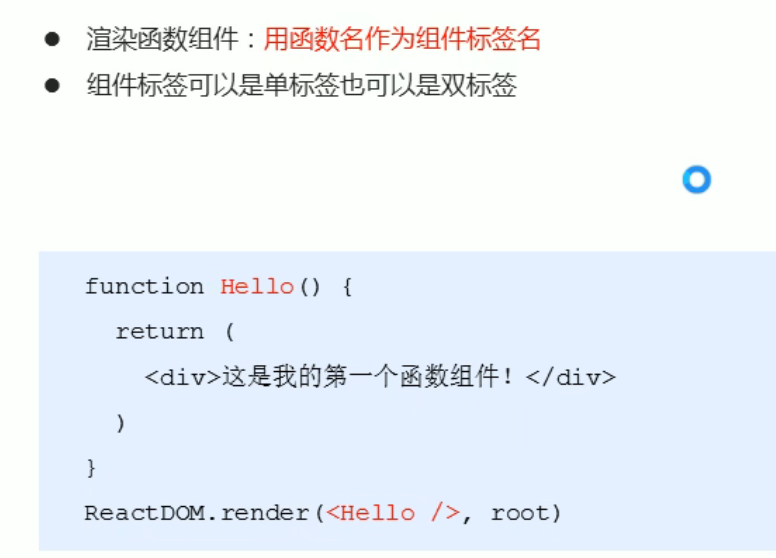 ● 渲染函数组件：用函数名作为组件标签名
● 组件标签可以是单标签也可以是双标签
function Hello() {
return (
<div>这是我的第一个函数组件！</div>
)
}
ReactDOM.render(<Hello />, root)